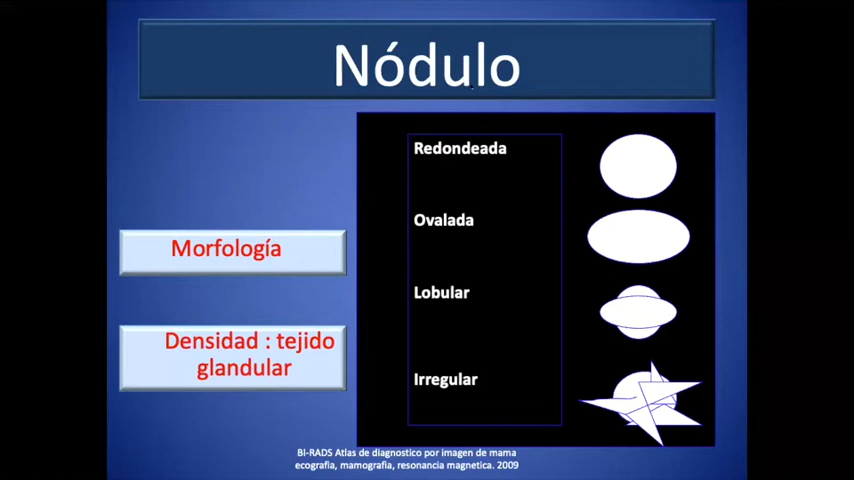 Nódulo
Morfología
Densidad : tejido
glandular
Redondeada
Ovalada
Lobular
Irregular
BI-RADS Atlas de diagnostico por imagen de mama
ecografia, mamografia, resonancia magnetica. 2009